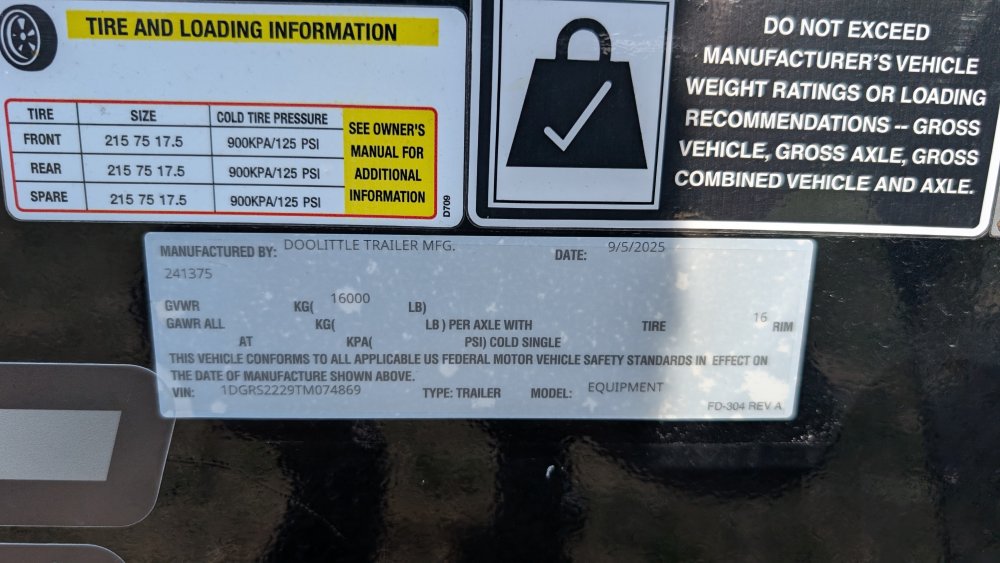 TIRE AND LOADING INFORMATION
TIRE SIZE COLD TIRE PRESSURE
FRONT 215 75 17.5 900KPA/125 PSI
REAR 215 75 17.5 900KPA/125 PSI
SPARE 215 75 17.5 900KPA/125 PSI
SEE OWNER'S
MANUAL FOR
ADDITIONAL
INFORMATION
D709
DO NOT EXCEED
MANUFACTURER'S VEHICLE
WEIGHT RATINGS OR LOADING
RECOMMENDATIONS – GROSS
VEHICLE, GROSS AXLE, GROSS
COMBINED VEHICLE AND AXLE.
MANUFACTURED BY: DOOLITTLE TRAILER MFG. DATE: 9/5/2025
241375
GVWR KG( 16000 LB)
GAWR ALL KG( LB ) PER AXLE WITH TIRE 16 RIM
AT KPA( PSI) COLD SINGLE
THIS VEHICLE CONFORMS TO ALL APPLICABLE US FEDERAL MOTOR VEHICLE SAFETY STANDARDS IN EFFECT ON
THE DATE OF MANUFACTURE SHOWN ABOVE.
VIN: 1DGRS2229TM074869 TYPE: TRAILER MODEL: EQUIPMENT
FD-304 REV A